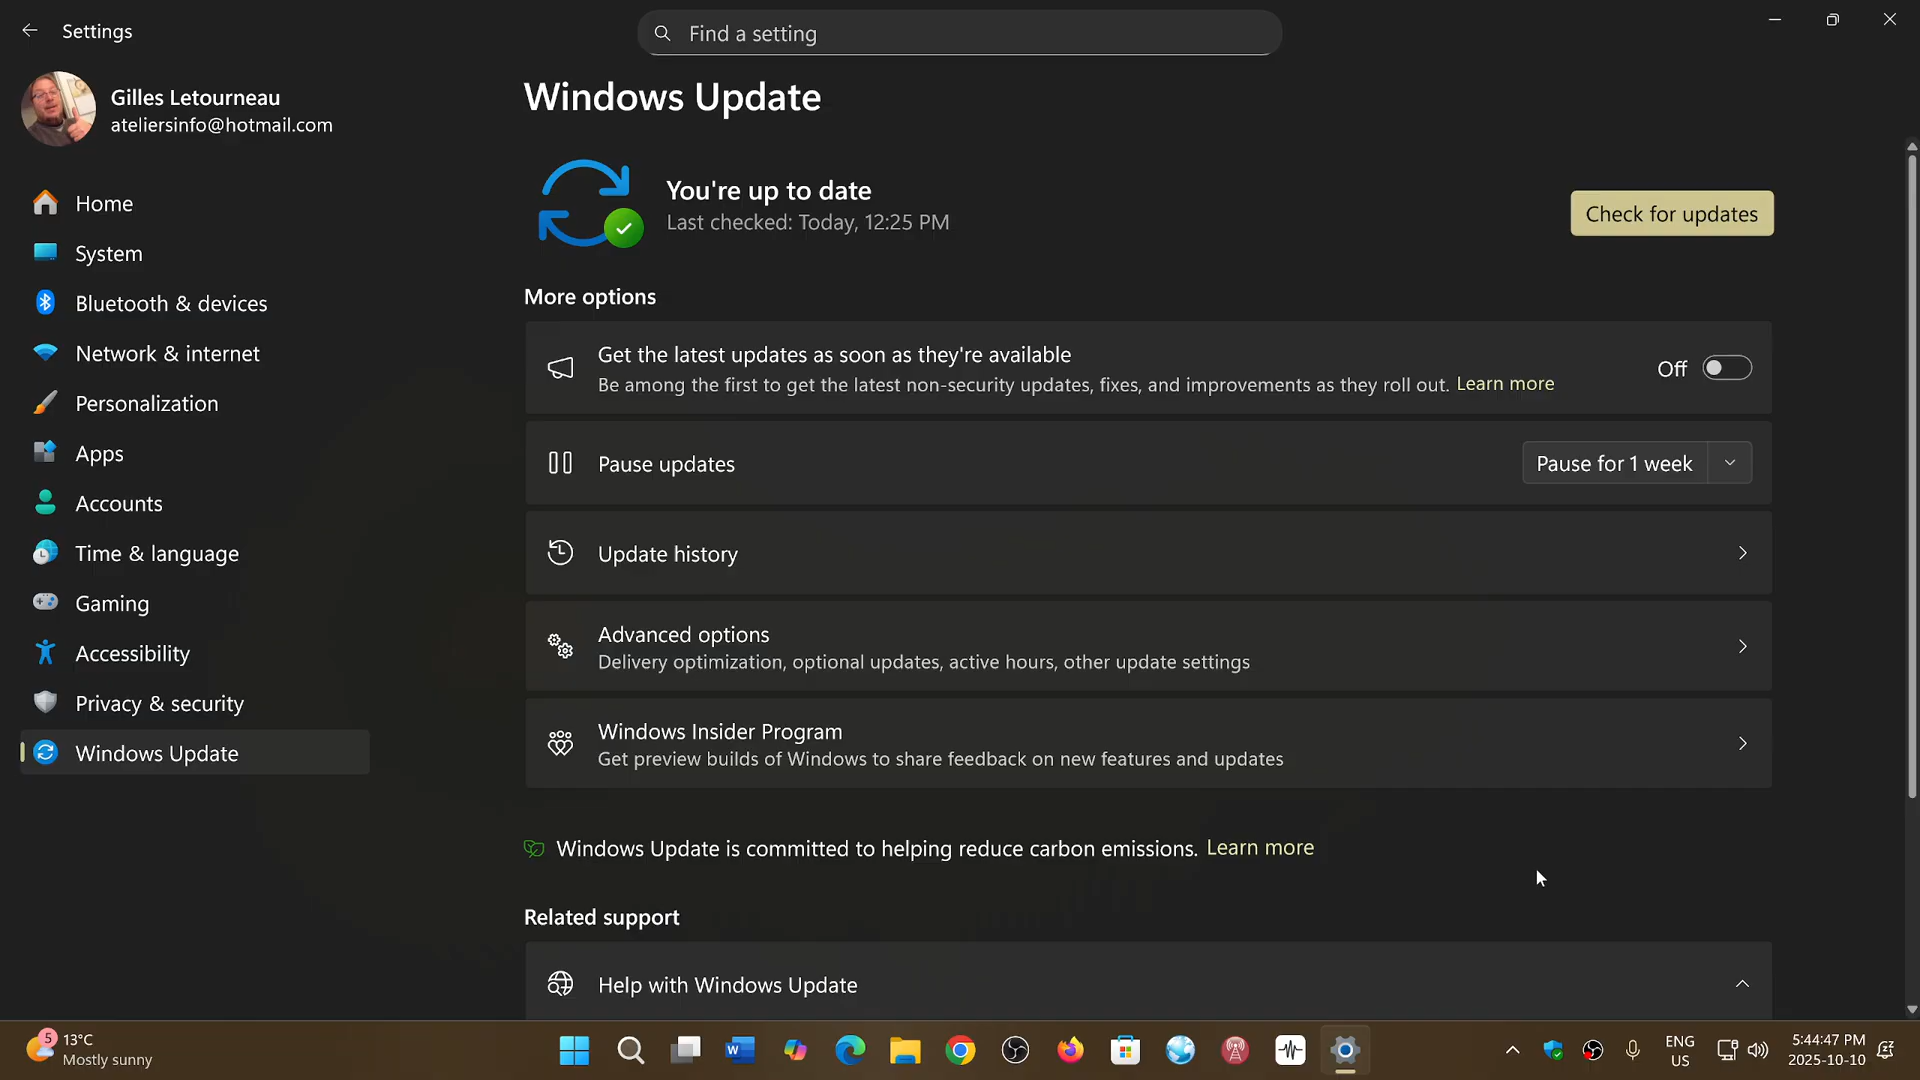 Settings
Find a setting
Gilles Letourneau
ateliersinfo@hotmail.com
Home
System
Bluetooth & devices
Network & internet
Personalization
Apps
Accounts
Time & language
Gaming
Accessibility
Privacy & security
Windows Update
Windows Update
You're up to date
Last checked: Today, 12:25 PM
Check for updates
More options
Get the latest updates as soon as they're available
Be among the first to get the latest non-security updates, fixes, and improvements as they roll out. Learn more
Off
Pause updates
Pause for 1 week
Update history
Advanced options
Delivery optimization, optional updates, active hours, other update settings
Windows Insider Program
Get preview builds of Windows to share feedback on new features and updates
Windows Update is committed to helping reduce carbon emissions. Learn more
Related support
Help with Windows Update
5
13°C
Mostly sunny
W
ENG
US
5:44:47 PM
2025-10-10